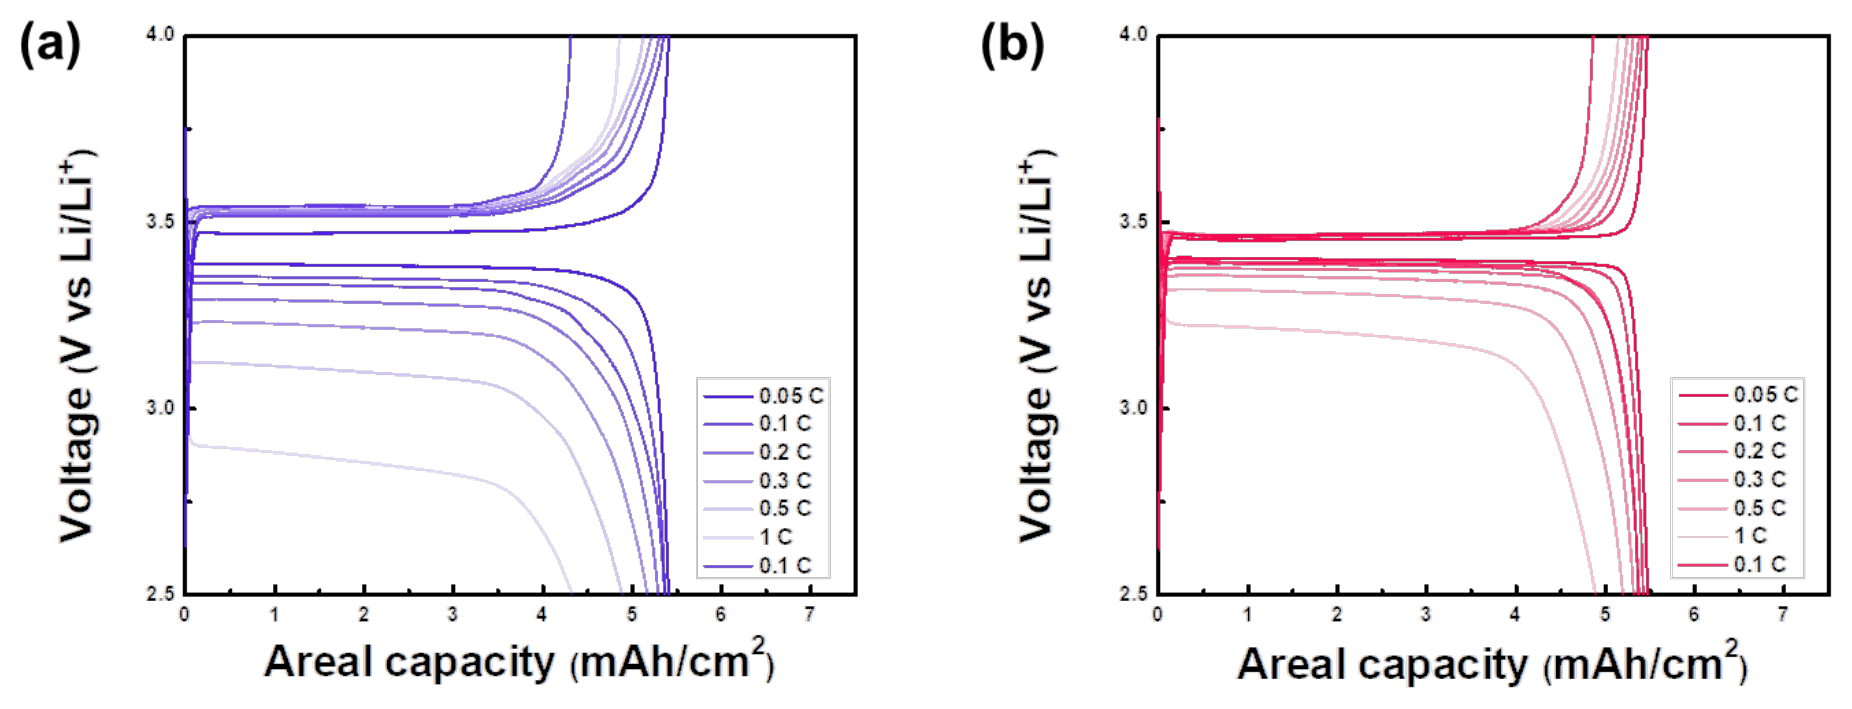 (a)
4.0
3.5
3.0
2.5
Voltage (V vs Li/Li⁺)
0 1 2 3 4 5 6 7
Areal capacity (mAh/cm²)
0.05 C
0.1 C
0.2 C
0.3 C
0.5 C
1 C
0.1 C
(b)
4.0
3.5
3.0
2.5
Voltage (V vs Li/Li⁺)
0 1 2 3 4 5 6 7
Areal capacity (mAh/cm²)
0.05 C
0.1 C
0.2 C
0.3 C
0.5 C
1 C
0.1 C